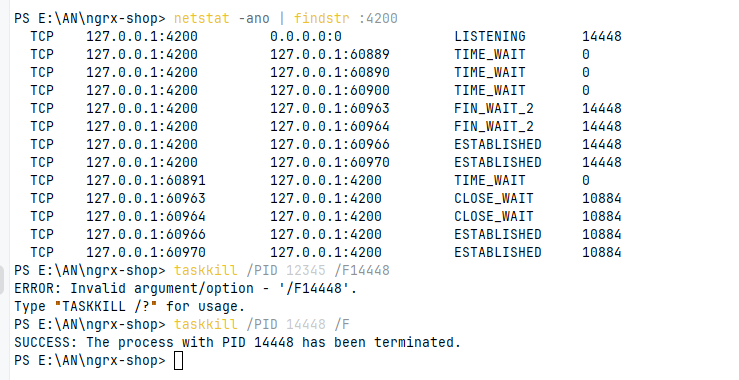 PS E:\AN\ngrx-shop> netstat -ano | findstr :4200
  TCP    127.0.0.1:4200         0.0.0.0:0              LISTENING       14448
  TCP    127.0.0.1:4200         127.0.0.1:60889        TIME_WAIT       0
  TCP    127.0.0.1:4200         127.0.0.1:60890        TIME_WAIT       0
  TCP    127.0.0.1:4200         127.0.0.1:60900        TIME_WAIT       0
  TCP    127.0.0.1:4200         127.0.0.1:60963        FIN_WAIT_2      14448
  TCP    127.0.0.1:4200         127.0.0.1:60964        FIN_WAIT_2      14448
  TCP    127.0.0.1:4200         127.0.0.1:60966        ESTABLISHED     14448
  TCP    127.0.0.1:4200         127.0.0.1:60970        ESTABLISHED     14448
  TCP    127.0.0.1:60891        127.0.0.1:4200         TIME_WAIT       0
  TCP    127.0.0.1:60963        127.0.0.1:4200         CLOSE_WAIT      10884
  TCP    127.0.0.1:60964        127.0.0.1:4200         CLOSE_WAIT      10884
  TCP    127.0.0.1:60966        127.0.0.1:4200         ESTABLISHED     10884
  TCP    127.0.0.1:60970        127.0.0.1:4200         ESTABLISHED     10884
PS E:\AN\ngrx-shop> taskkill /PID 12345 /F14448
ERROR: Invalid argument/option - '/F14448'.
Type "TASKKILL /?" for usage.
PS E:\AN\ngrx-shop> taskkill /PID 14448 /F
SUCCESS: The process with PID 14448 has been terminated.
PS E:\AN\ngrx-shop>